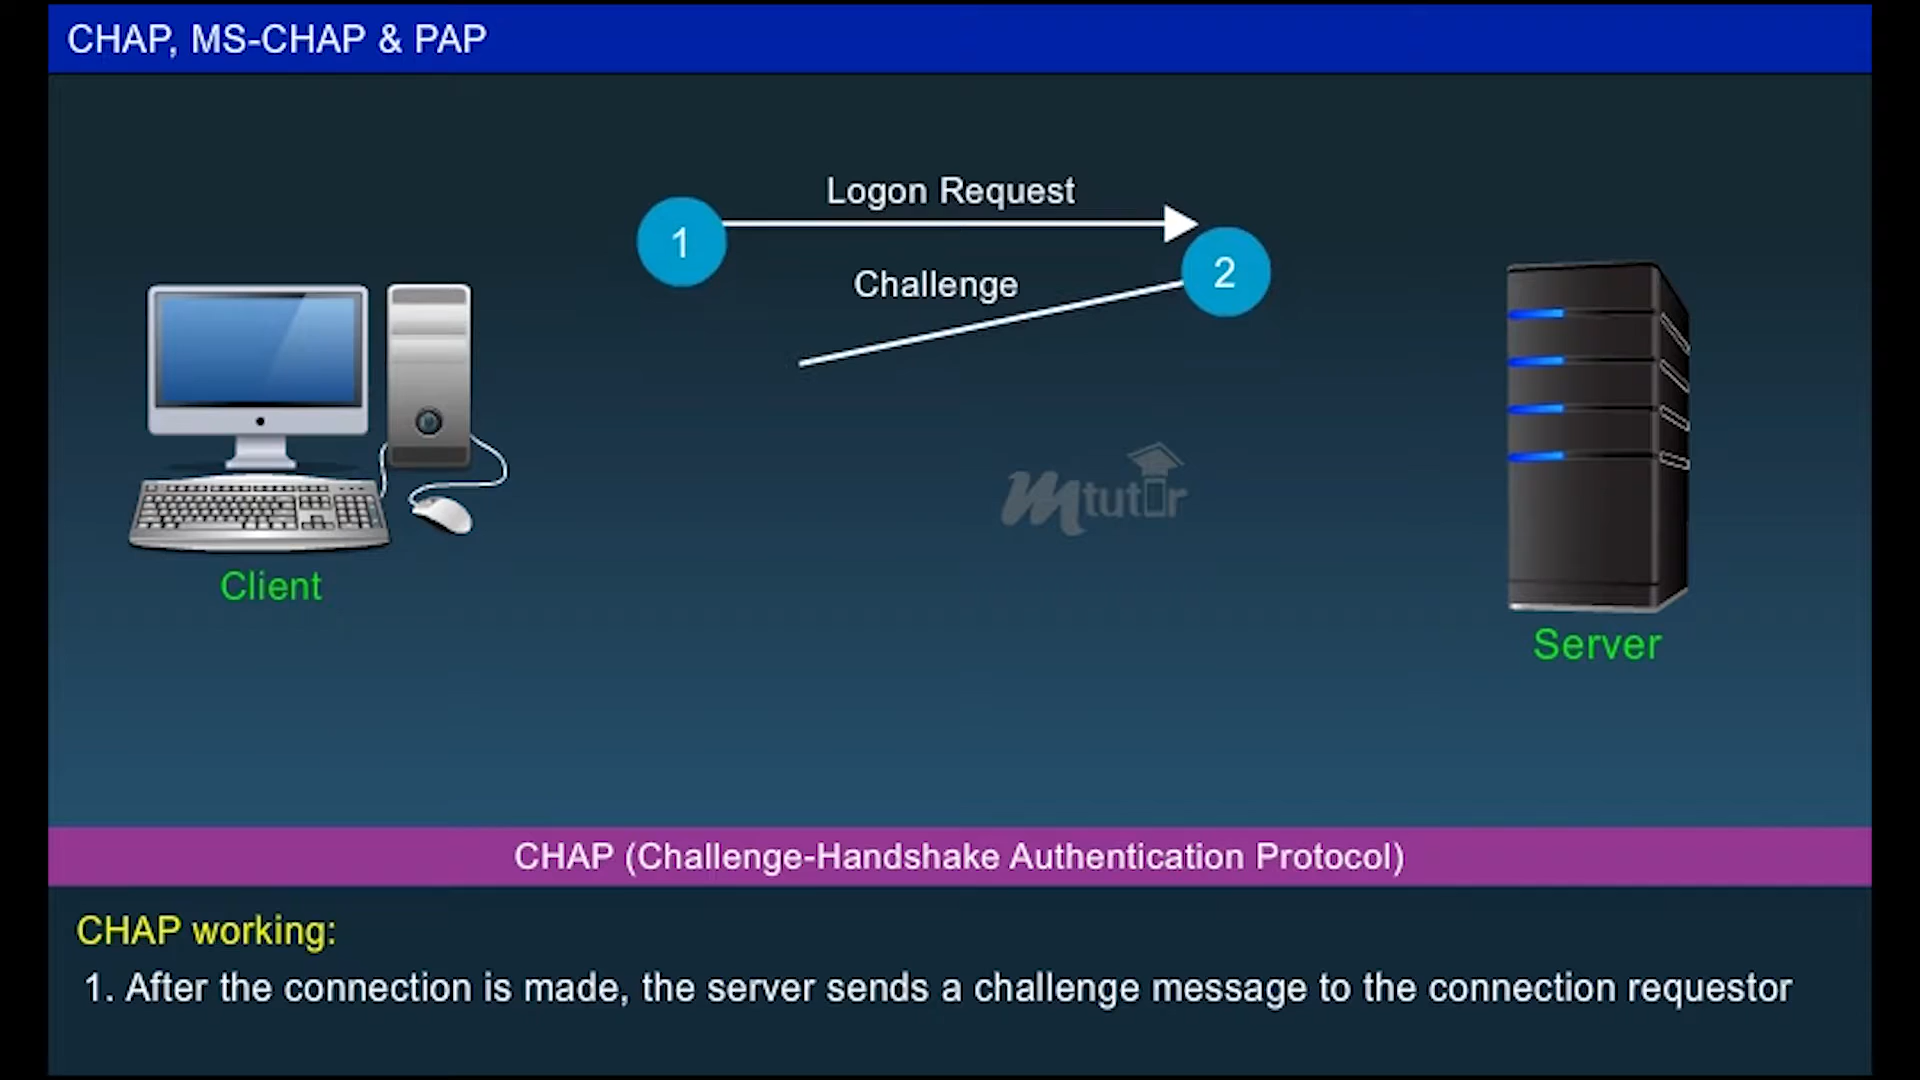 CHAP, MS-CHAP & PAP
Logon Request
1
2
Challenge
mtutor
Client
Server
CHAP (Challenge-Handshake Authentication Protocol)
CHAP working:
1. After the connection is made, the server sends a challenge message to the connection requestor